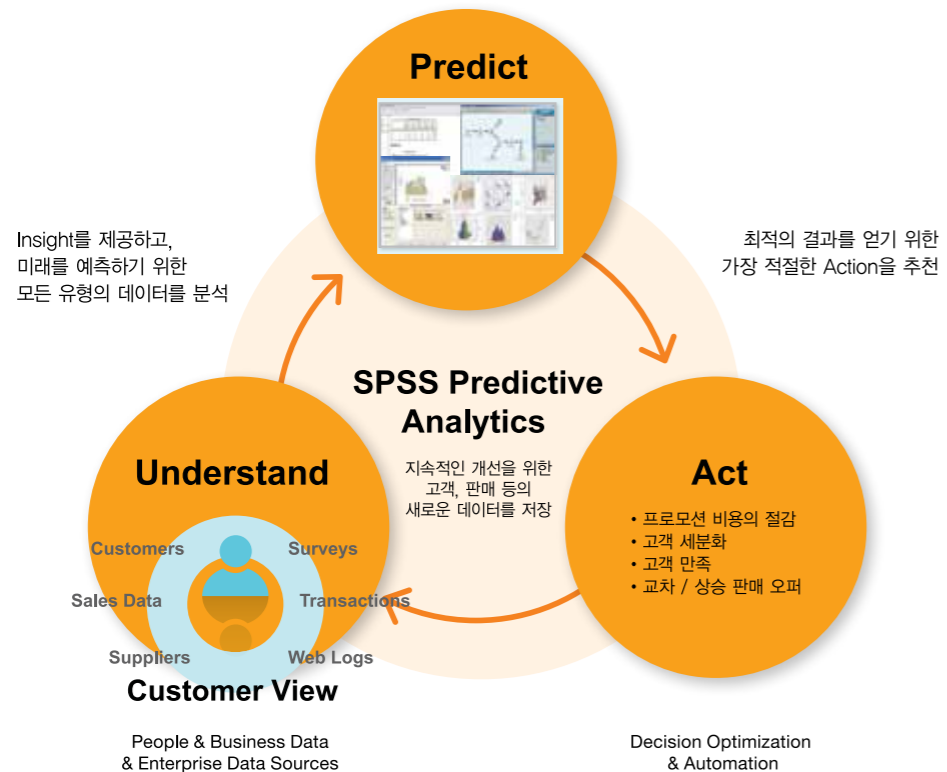 Predict
Insight를 제공하고,
미래를 예측하기 위한
모든 유형의 데이터를 분석
최적의 결과를 얻기 위한
가장 적절한 Action을 추천
SPSS Predictive
Analytics
지속적인 개선을 위한
고객, 판매 등의
새로운 데이터를 저장
Understand
Customers
Surveys
Sales Data
Transactions
Suppliers
Web Logs
Customer View
People & Business Data
& Enterprise Data Sources
Act
• 프로모션 비용의 절감
• 고객 세분화
• 고객 만족
• 교차 / 상승 판매 오퍼
Decision Optimization
& Automation